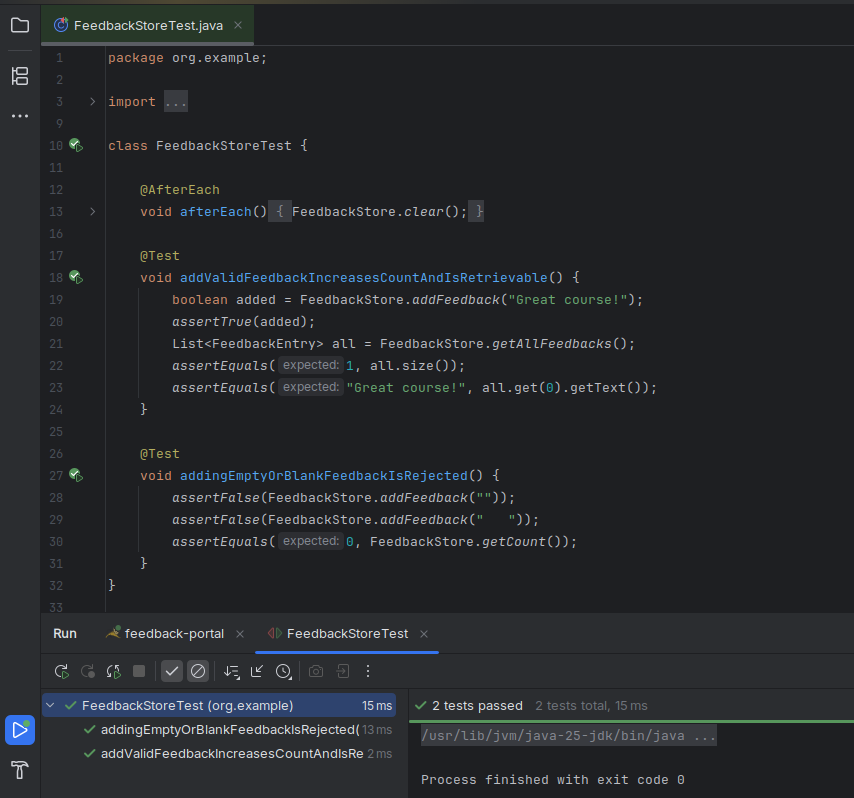 FeedbackStoreTest.java
1 package org.example;
2
3 import ...
9
10 class FeedbackStoreTest {
11
12 @AfterEach
13 void afterEach() { FeedbackStore.clear(); }
16
17 @Test
18 void addValidFeedbackIncreasesCountAndIsRetrievable() {
19 boolean added = FeedbackStore.addFeedback("Great course!");
20 assertTrue(added);
21 List<FeedbackEntry> all = FeedbackStore.getAllFeedbacks();
22 assertEquals( expected: 1, all.size());
23 assertEquals( expected: "Great course!", all.get(0).getText());
24 }
25
26 @Test
27 void addingEmptyOrBlankFeedbackIsRejected() {
28 assertFalse(FeedbackStore.addFeedback(""));
29 assertFalse(FeedbackStore.addFeedback("   "));
30 assertEquals( expected: 0, FeedbackStore.getCount());
31 }
32 }
33
Run feedback-portal FeedbackStoreTest
FeedbackStoreTest (org.example) 15 ms
addingEmptyOrBlankFeedbackIsRejected( 13 ms
addValidFeedbackIncreasesCountAndIsRe 2 ms
2 tests passed 2 tests total, 15 ms
/usr/lib/jvm/java-25-jdk/bin/java ...
Process finished with exit code 0